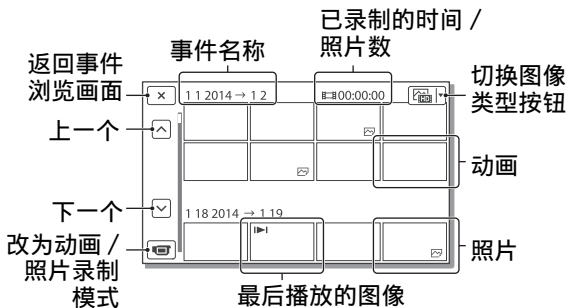 已录制的时间 /
照片数
事件名称
返回事件
浏览画面
切换图像
类型按钮
1 1 2014 → 1 2
00:00:00
HD
上一个
动画
下一个
1 18 2014 → 1 19
改为动画 /
照片录制
模式
照片
最后播放的图像